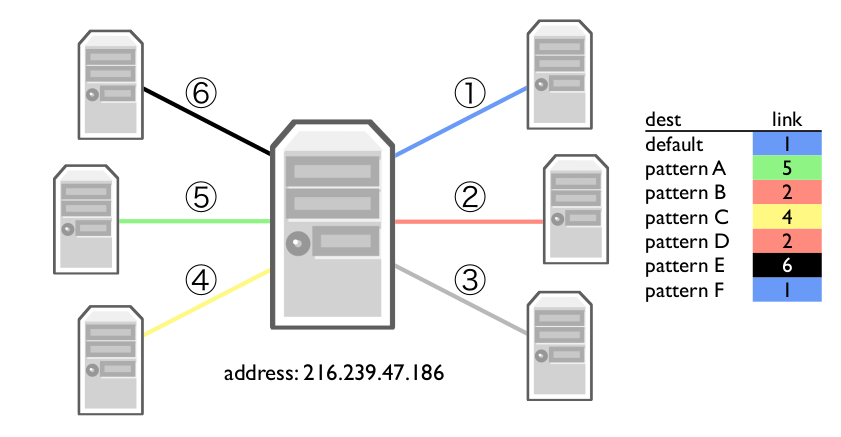 ⑥
①
⑤
②
④
③
address: 216.239.47.186
dest link
default 1
pattern A 5
pattern B 2
pattern C 4
pattern D 2
pattern E 6
pattern F 1